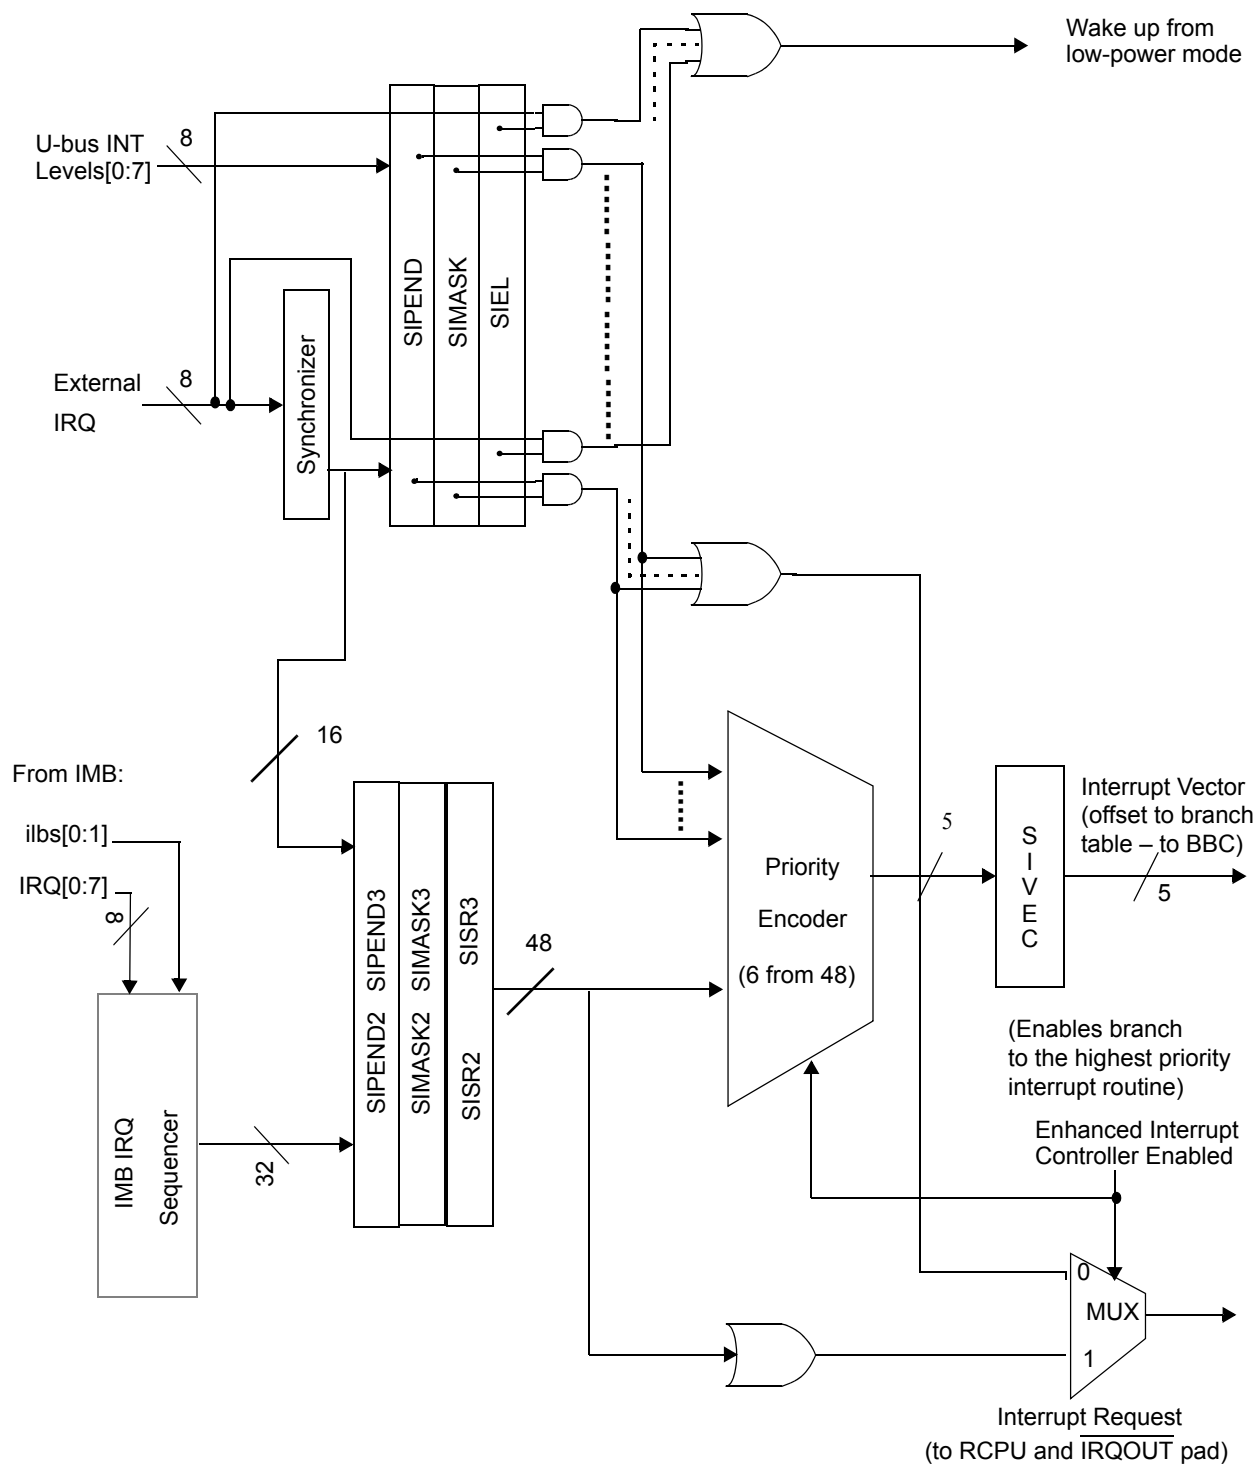 Wake up from
low-power mode
U-bus INT
Levels[0:7]
8
SIPEND
SIMASK
SIEL
External
IRQ
8
Synchronizer
16
From IMB:
ilbs[0:1]
IRQ[0:7]
8
IMB IRQ
Sequencer
32
SIPEND2 SIPEND3
SIMASK2 SIMASK3
SISR2 SISR3
48
Priority
Encoder
(6 from 48)
5
SIVEC
Interrupt Vector
(offset to branch
table – to BBC)
5
(Enables branch
to the highest priority
interrupt routine)
Enhanced Interrupt
Controller Enabled
0
MUX
1
Interrupt Request
(to RCPU and IRQOUT pad)